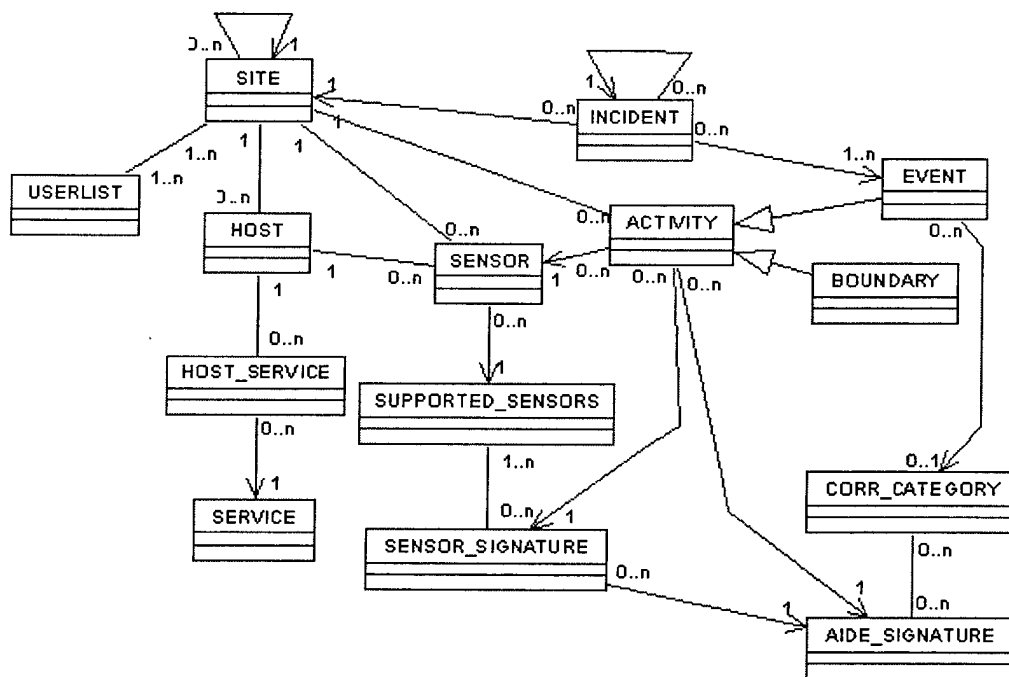 0..n
1
SITE
1
0..n
INCIDENT
1
0..n
0..n
1
1
1
1..n
1..n
0..n
1..n
EVENT
USERLIST
0..n
HOST
0..n
SENSOR
0..n
ACTIVITY
0..n
1
0..n
1
0..n
0..n
0..n
BOUNDARY
1
0..n
0..n
HOST_SERVICE
1
SUPPORTED_SENSORS
0..n
1..n
0..1
1
CORR_CATEGORY
SERVICE
0..n
1
SENSOR_SIGNATURE
0..n
0..n
1
1
0..n
AIDE_SIGNATURE